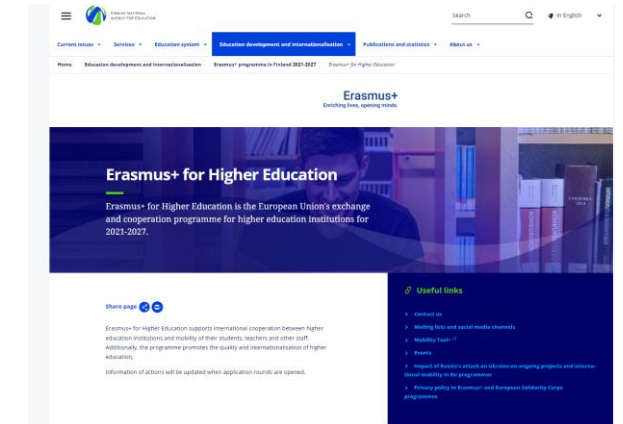 FINNISH NATIONAL
AGENCY FOR EDUCATION
Search
In English
Current issues
Services
Education system
Education development and internationalisation
Publications and statistics
About us
Home Education development and internationalisation Erasmus+ programme in Finland 2021-2027 Erasmus+ for Higher Education
Erasmus+
Enriching lives, opening minds.
Erasmus+ for Higher Education
Erasmus+ for Higher Education is the European Union's exchange
and cooperation programme for higher education institutions for
2021-2027.
Share page
Erasmus+ for Higher Education supports international cooperation between higher
education institutions and mobility of their students, teachers and other staff.
Additionally, the programme promotes the quality and internationalisation of higher
education.
Information of actions will be updated when application rounds are opened.
Useful links
Contact us
Mailing lists and social media channels
Mobility Tool+
Events
Impact of Russia's attack on Ukraine on ongoing projects and interna-
tional mobility in EU programmes
Privacy policy in Erasmus+ and European Solidarity Corps
programmes